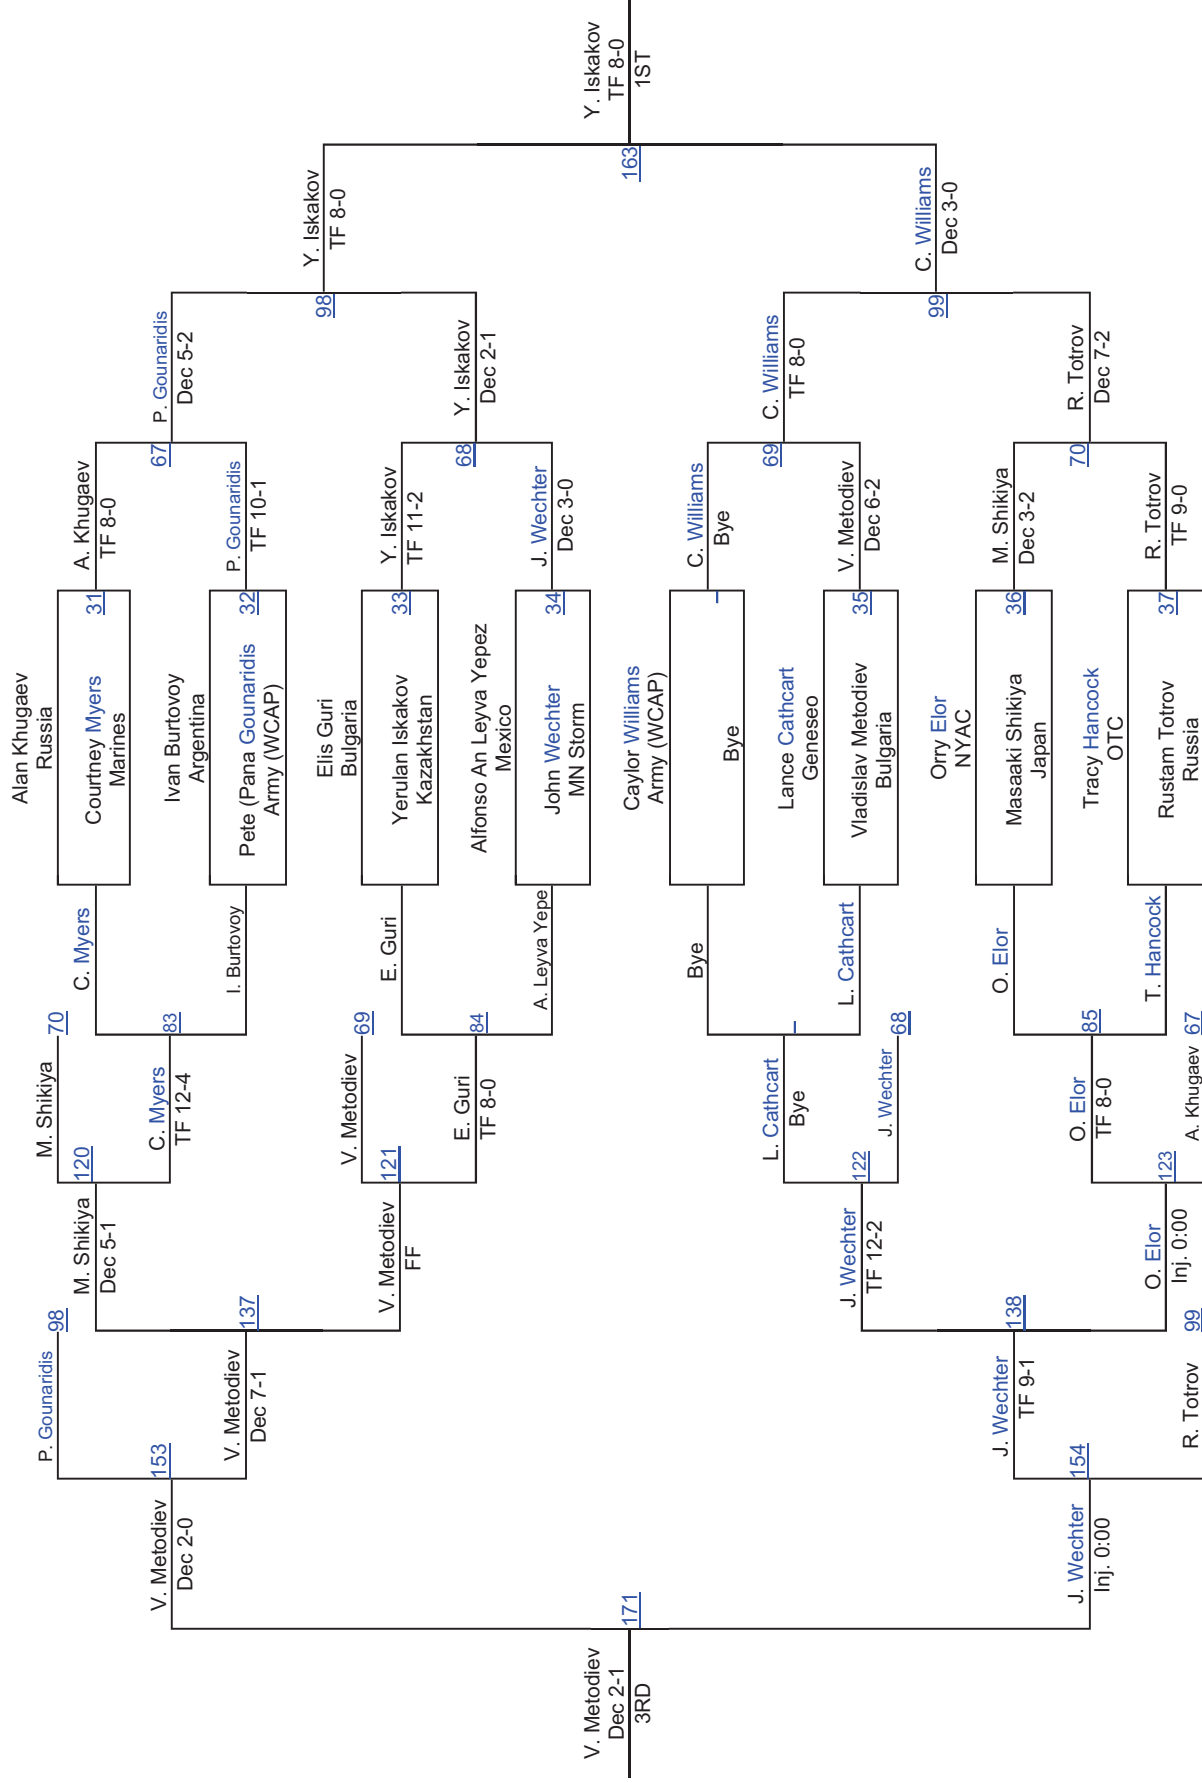 Alan Khugaev
Russia
Courtney Myers
Marines
31
Ivan Burtovoy
Argentina
Pete (Pana Gounaridis
Army (WCAP)
32
Elis Guri
Bulgaria
Yerulan Iskakov
Kazakhstan
33
Alfonso An Leyva Yepez
Mexico
John Wechter
MN Storm
34
Caylor Williams
Army (WCAP)
Bye
Lance Cathcart
Geneseo
Vladislav Metodiev
Bulgaria
35
Orry Elor
NYAC
Masaaki Shikiya
Japan
36
Tracy Hancock
OTC
Rustam Totrov
Russia
37
A. Khugaev
TF 8-0
67
P. Gounaridis
TF 10-1
Y. Iskakov
TF 11-2
68
J. Wechter
Dec 3-0
C. Williams
Bye
69
V. Metodiev
Dec 6-2
M. Shikiya
Dec 3-2
70
R. Totrov
TF 9-0
P. Gounaridis
Dec 5-2
98
Y. Iskakov
Dec 2-1
C. Williams
TF 8-0
99
R. Totrov
Dec 7-2
Y. Iskakov
TF 8-0
163
C. Williams
Dec 3-0
Y. Iskakov
TF 8-0
1ST
C. Myers
83
I. Burtovoy
E. Guri
84
A. Leyva Yepe
Bye
L. Cathcart
O. Elor
85
T. Hancock
70
M. Shikiya
120
C. Myers
TF 12-4
69
V. Metodiev
121
E. Guri
TF 8-0
L. Cathcart
Bye
122
68
J. Wechter
O. Elor
TF 8-0
123
67
A. Khugaev
M. Shikiya
Dec 5-1
137
V. Metodiev
FF
J. Wechter
TF 12-2
138
O. Elor
Inj. 0:00
98
P. Gounaridis
153
V. Metodiev
Dec 7-1
J. Wechter
TF 9-1
154
99
R. Totrov
V. Metodiev
Dec 2-0
171
J. Wechter
Inj. 0:00
V. Metodiev
Dec 2-1
3RD